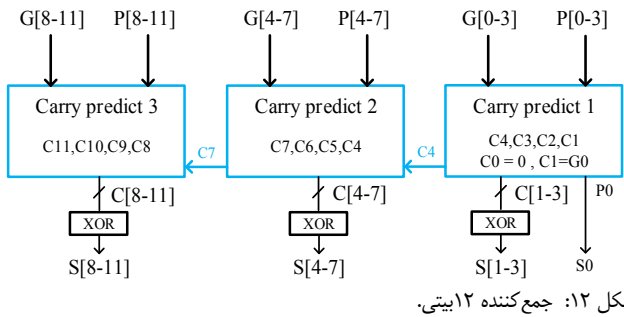 G[8-11] P[8-11] G[4-7] P[4-7] G[0-3] P[0-3]
Carry predict 3
C11,C10,C9,C8
C7
Carry predict 2
C7,C6,C5,C4
C4
Carry predict 1
C4,C3,C2,C1
C0 = 0 , C1=G0
C[8-11] C[4-7] C[1-3] P0
XOR XOR XOR
S[8-11] S[4-7] S[1-3] S0
کل ۱۲: جمع‌کننده ۱۲بیتی.